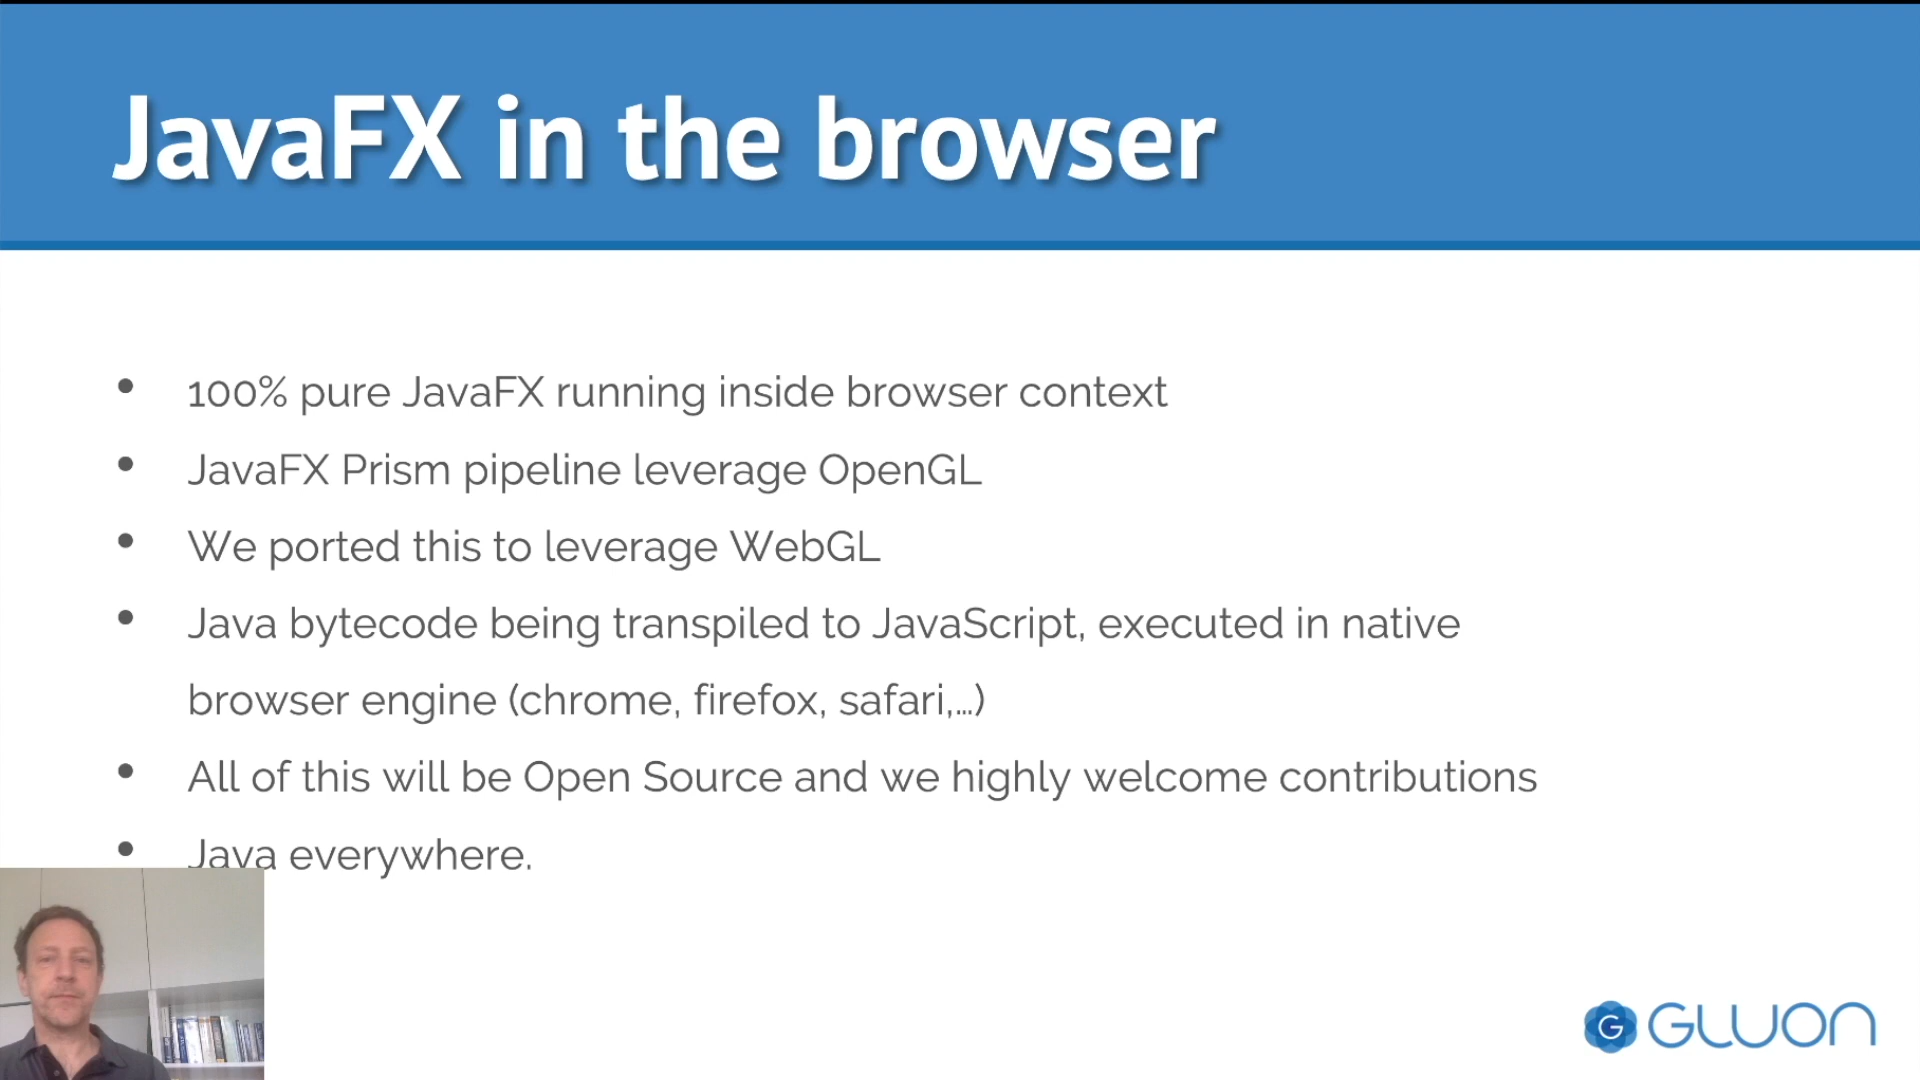 JavaFX in the browser
• 100% pure JavaFX running inside browser context
• JavaFX Prism pipeline leverage OpenGL
• We ported this to leverage WebGL
• Java bytecode being transpiled to JavaScript, executed in native
browser engine (chrome, firefox, safari,...)
• All of this will be Open Source and we highly welcome contributions
• Java everywhere.
G GLUON